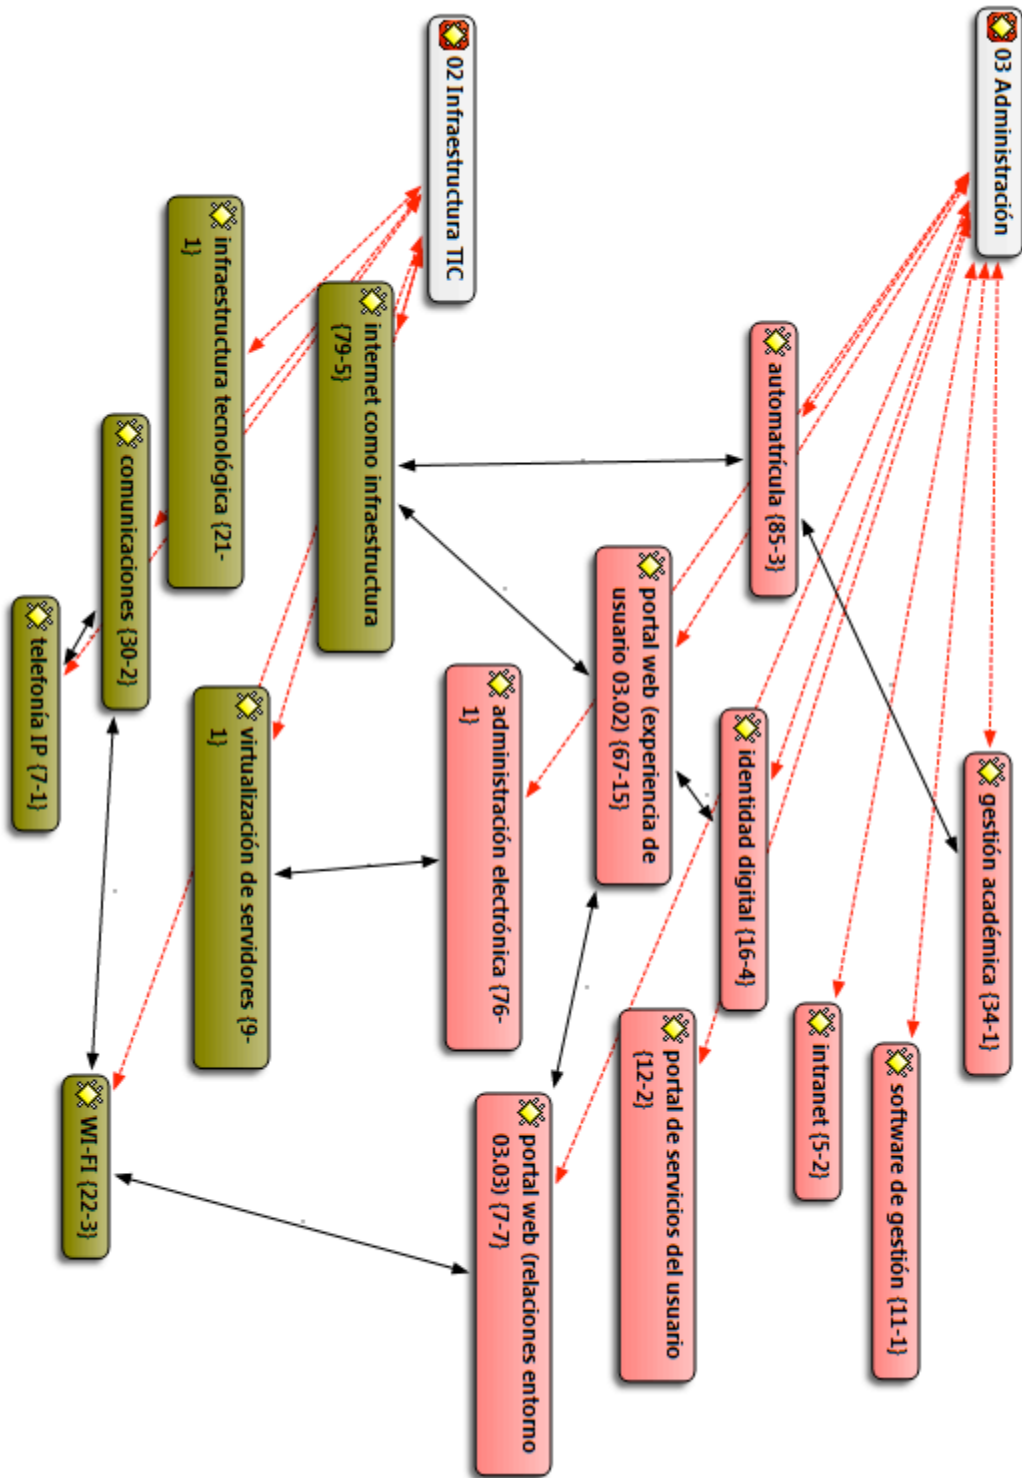 03 Administración
gestión académica {34-1}
software de gestión {11-1}
intranet {5-2}
automatrícula {85-3}
identidad digital {16-4}
portal de servicios del usuario
{12-2}
portal web (experiencia de
usuario 03.02) {67-15}
portal web (relaciones entorno
03.03) {7-7}
administración electrónica {76-
1}
02 Infraestructura TIC
internet como infraestructura
{79-5}
virtualización de servidores {9-
1}
infraestructura tecnológica {21-
1}
comunicaciones {30-2}
WI-FI {22-3}
telefonía IP {7-1}